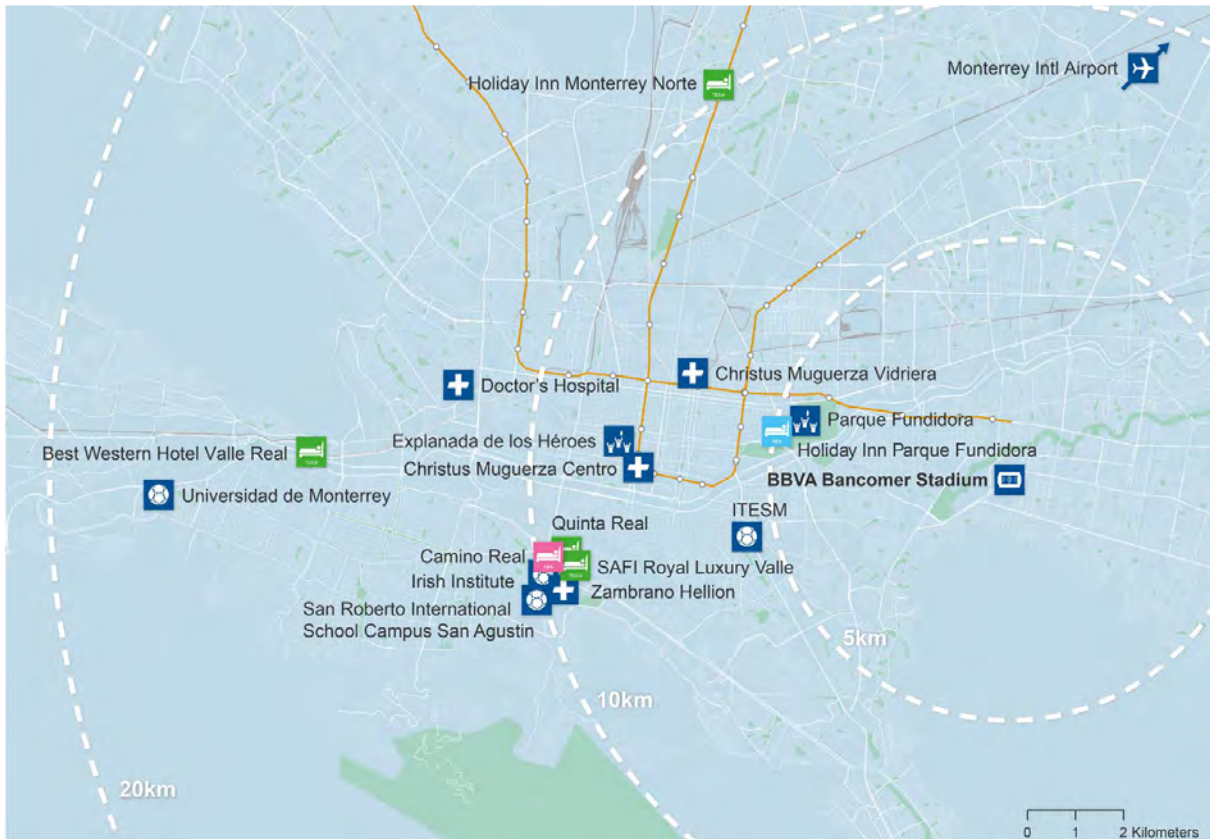 Holiday Inn Monterrey Norte
Monterrey Intl Airport
Doctor's Hospital
Christus Muguerza Vidriera
Explanada de los Héroes
Parque Fundidora
Best Western Hotel Valle Real
Christus Muguerza Centro
Holiday Inn Parque Fundidora
Universidad de Monterrey
BBVA Bancomer Stadium
ITESM
Quinta Real
Camino Real
SAFI Royal Luxury Valle
Irish Institute
Zambrano Hellion
San Roberto International
School Campus San Agustin
5km
10km
20km
0 1 2 Kilometers